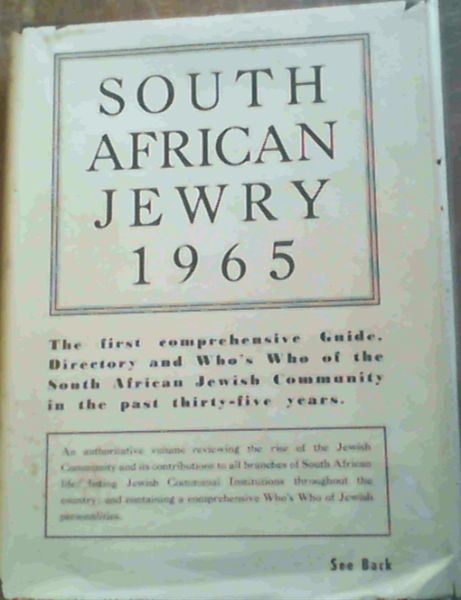 SOUTH
AFRICAN
JEWRY
1965
The first comprehensive Guide,
Directory and Who's Who of the
South African Jewish Community
in the past thirty-five years.
An authoritative volume reviewing the rise of the Jewish
Community and its contribution to all branches of South African
life; listing Jewish Communal Institutions throughout the
country; and containing a comprehensive Who's Who of Jewish
personalities.
See Back